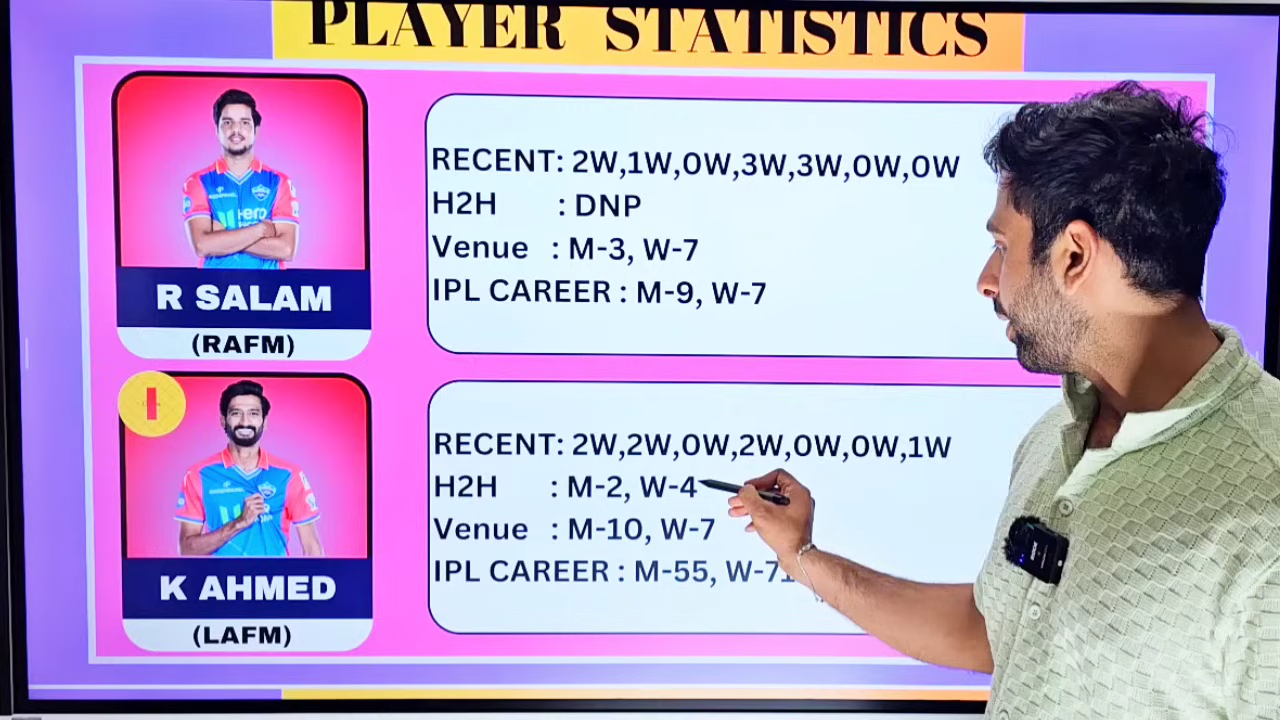 PLAYER STATISTICS
RECENT: 2W,1W,0W,3W,3W,0W,0W
H2H : DNP
Venue : M-3, W-7
IPL CAREER : M-9, W-7
R SALAM
(RAFM)
RECENT: 2W,2W,0W,2W,0W,0W,1W
H2H : M-2, W-4
Venue : M-10, W-7
IPL CAREER : M-55, W-71
K AHMED
(LAFM)